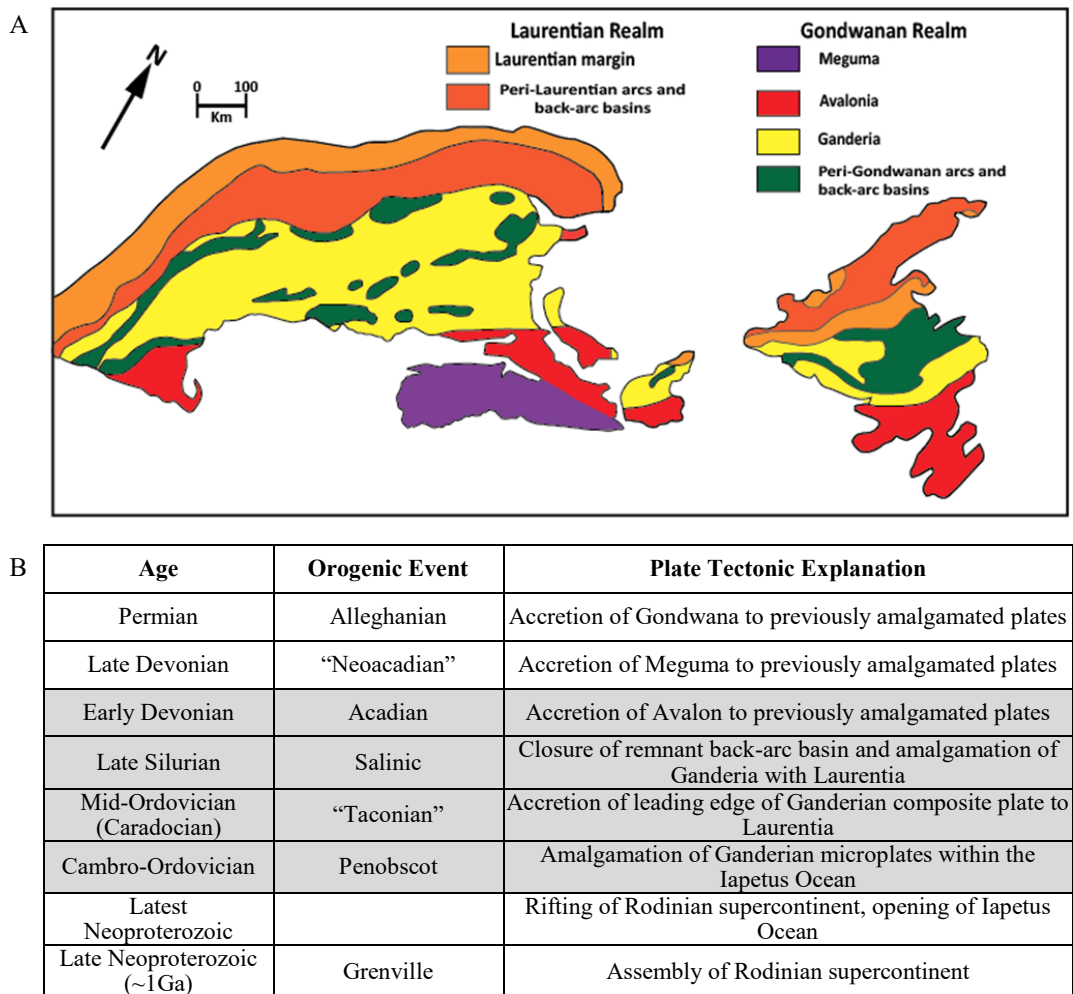 A
N
0 100
Km
Laurentian Realm
Laurentian margin
Peri-Laurentian arcs and
back-arc basins
Gondwanan Realm
Meguma
Avalonia
Ganderia
Peri-Gondwanan arcs and
back-arc basins
B
Age Orogenic Event Plate Tectonic Explanation
Permian Alleghanian Accretion of Gondwana to previously amalgamated plates
Late Devonian “Neoacadian” Accretion of Meguma to previously amalgamated plates
Early Devonian Acadian Accretion of Avalon to previously amalgamated plates
Late Silurian Salinic Closure of remnant back-arc basin and amalgamation of
Ganderia with Laurentia
Mid-Ordovician
(Caradocian) “Taconian” Accretion of leading edge of Ganderian composite plate to
Laurentia
Cambro-Ordovician Penobscot Amalgamation of Ganderian microplates within the
Iapetus Ocean
Latest
Neoproterozoic Rifting of Rodinian supercontinent, opening of Iapetus
Ocean
Late Neoproterozoic
(~1Ga) Grenville Assembly of Rodinian supercontinent